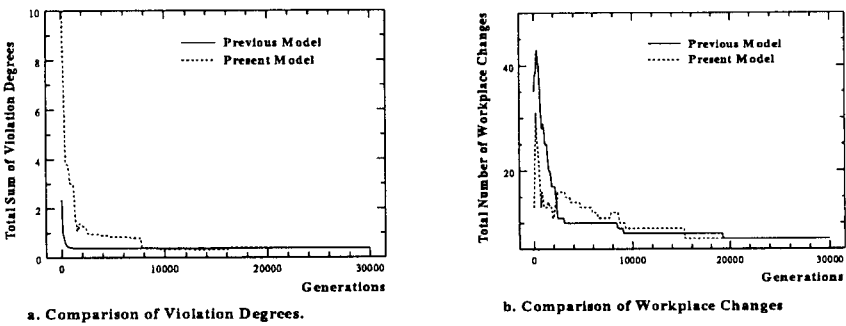 Total Sum of Violation Degrees
10
8
6
4
2
0
Previous Model
Present Model
0
10000
20000
30000
Generations
a. Comparison of Violation Degrees.
Total Number of Workplace Changes
40
20
Previous Model
Present Model
0
10000
20000
30000
Generations
b. Comparison of Workplace Changes